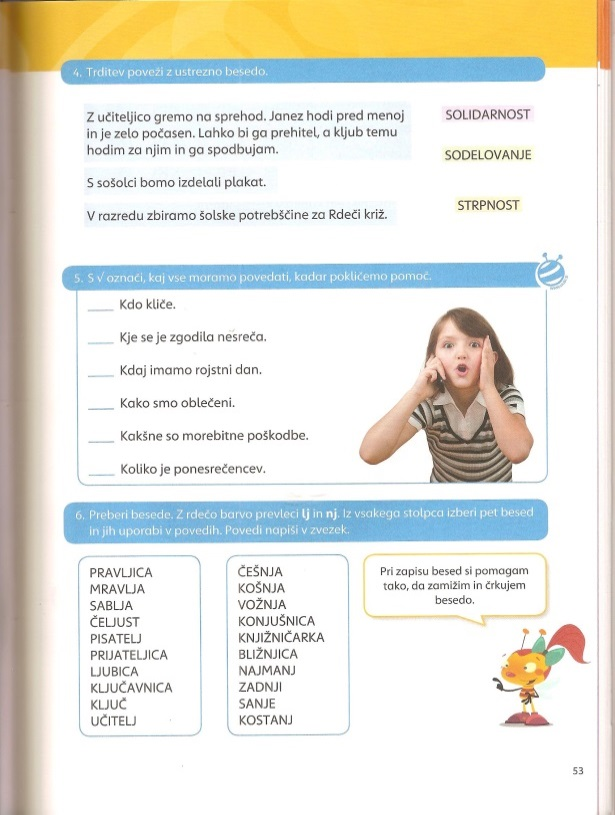 4. Trditev poveži z ustrezno besedo.
Z učiteljico gremo na sprehod. Janez hodi pred menoj
in je zelo počasen. Lahko bi ga prehitel, a kljub temu
hodim za njim in ga spodbujam.
S sošolci bomo izdelali plakat.
V razredu zbiramo šolske potrebščine za Rdeči križ.
SOLIDARNOST
SODELOVANJE
STRPNOST
5. S √ označi, kaj vse moramo povedati, kadar pokličemo pomoč.
____ Kdo kliče.
____ Kje se je zgodila nesreča.
____ Kdaj imamo rojstni dan.
____ Kako smo oblečeni.
____ Kakšne so morebitne poškodbe.
____ Koliko je ponesrečencev.
6. Preberi besede. Z rdečo barvo prevleci lj in nj. Iz vsakega stolpca izberi pet besed
in jih uporabi v povedih. Povedi napiši v zvezek.
PRAVLJICA
MRAVLJA
SABLJA
ČELJUST
PISATELJ
PRIJATELJICA
LJUBICA
KLJUČAVNICA
KLJUČ
UČITELJ
ČEŠNJA
KOŠNJA
VOŽNJA
KONJUŠNICA
KNJIŽNIČARKA
BLIŽNJICA
NAJMANJ
ZADNJI
SANJE
KOSTANJ
Pri zapisu besed si pomagam
tako, da zamižim in črkujem
besedo.
53